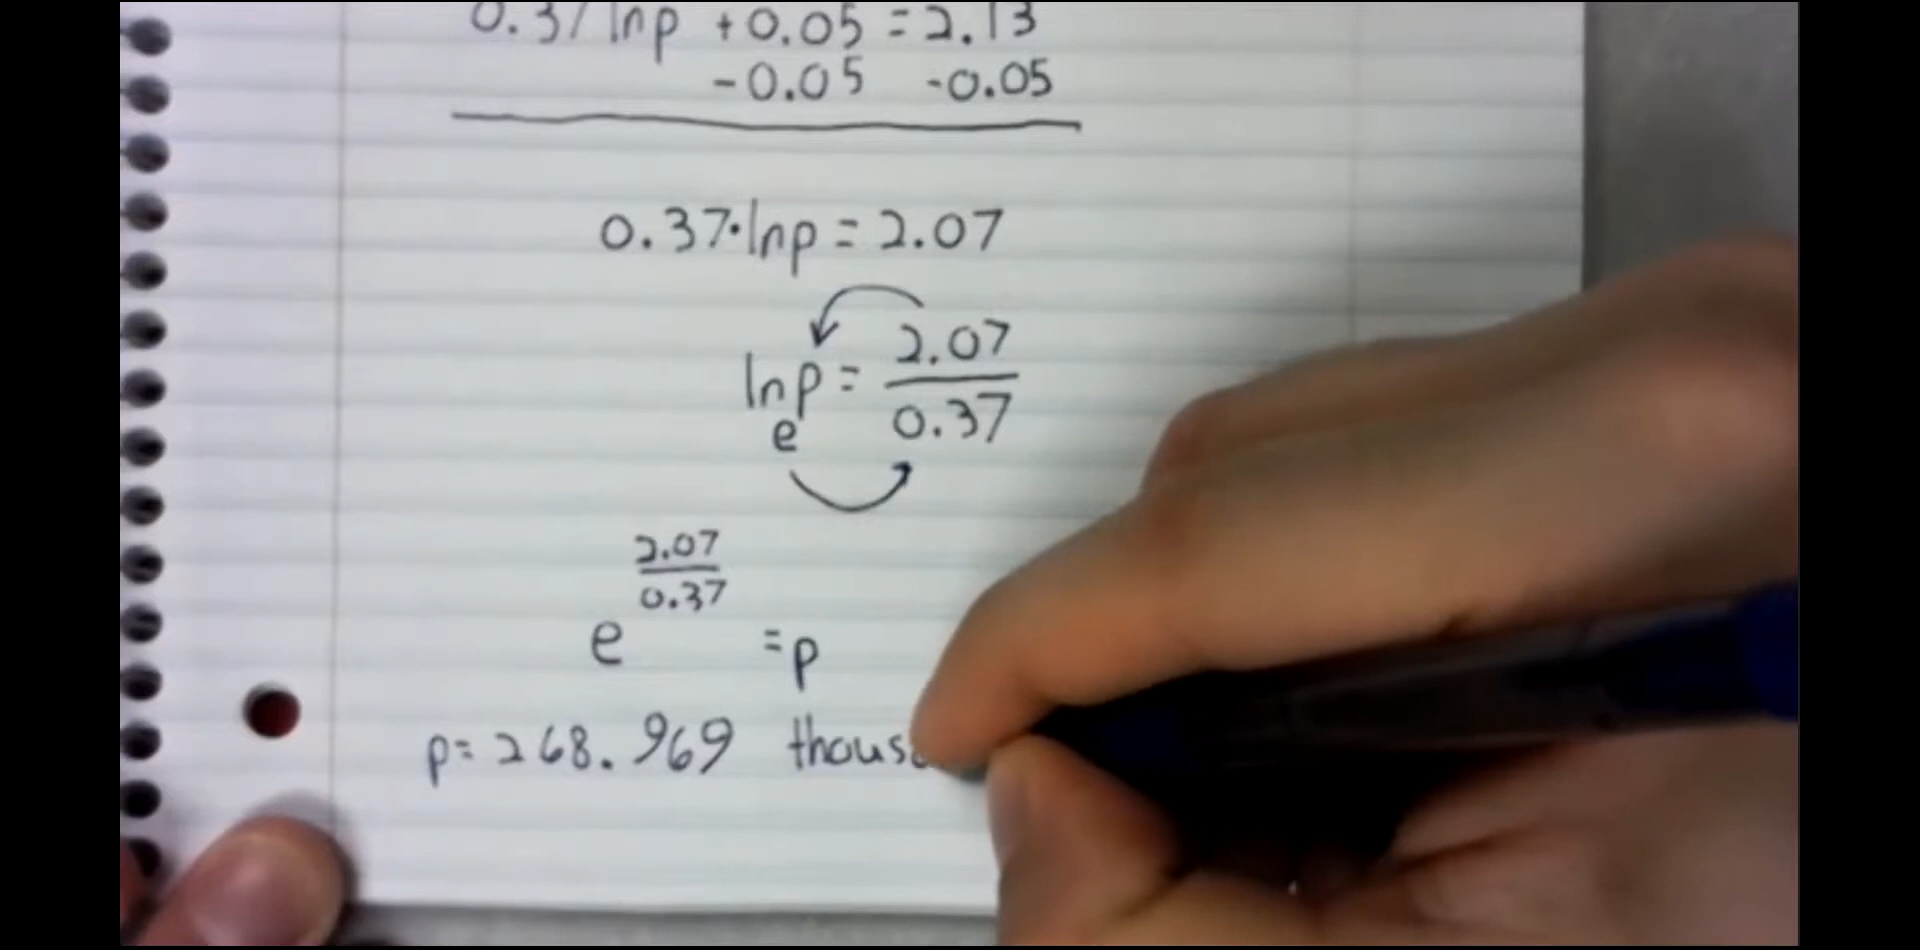 0.37 lnp + 0.05 = 2.13
- 0.05 -0.05
0.37·lnp = 2.07
lnp = 2.07/0.37
e
e^(2.07/0.37) = p
p = 268.969